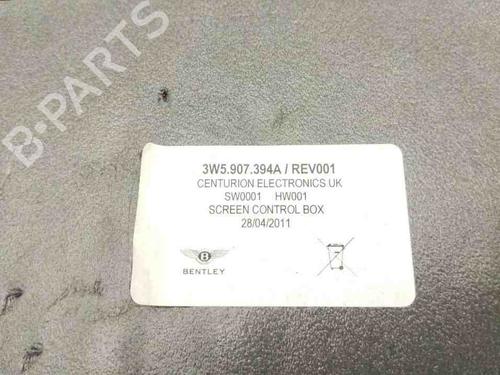 B-PARTS
3W5.907.394A / REV001
CENTURION ELECTRONICS UK
SW0001 HW001
SCREEN CONTROL BOX
28/04/2011
B
BENTLEY